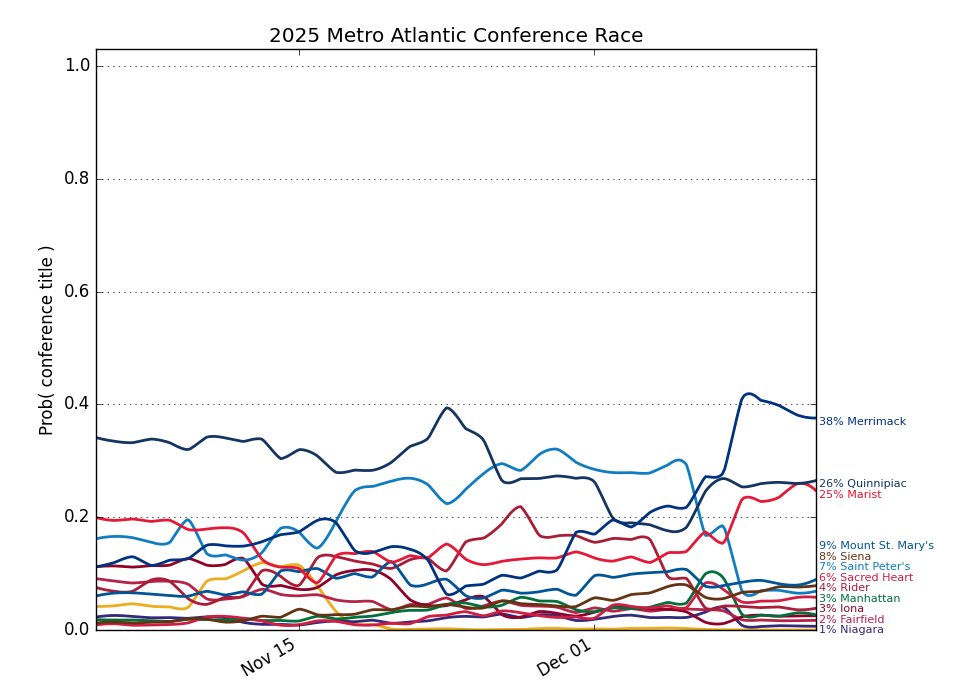 2025 Metro Atlantic Conference Race
Prob( conference title )
1.0
0.8
0.6
0.4
0.2
0.0
Nov 15
Dec 01
38% Merrimack
26% Quinnipiac
25% Marist
9% Mount St. Mary's
8% Siena
7% Saint Peter's
6% Sacred Heart
4% Rider
3% Manhattan
3% Iona
2% Fairfield
1% Niagara